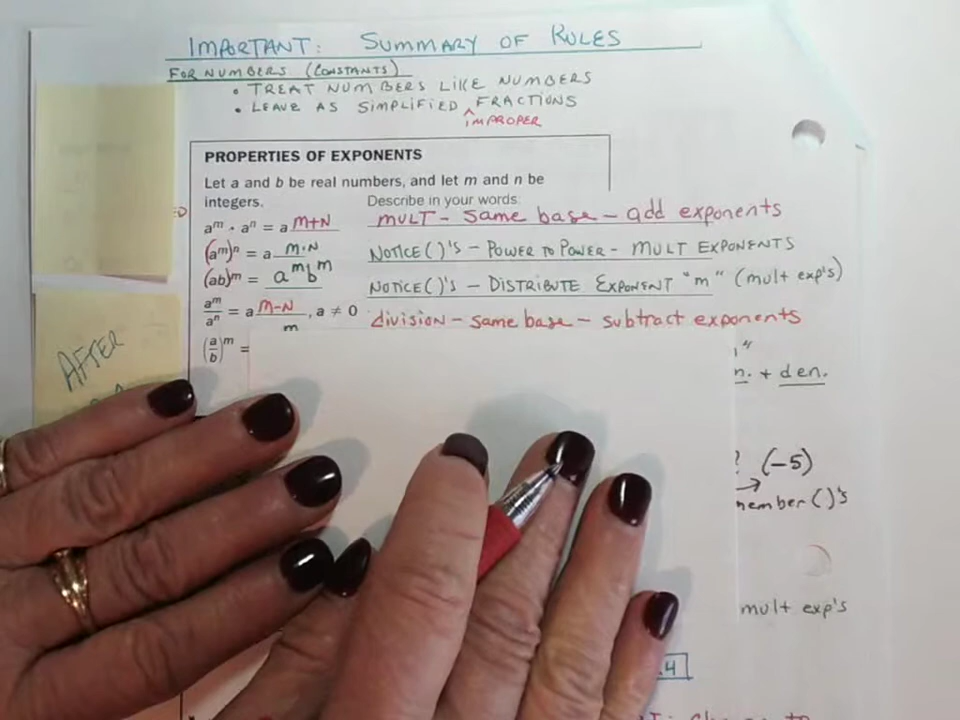 IMPORTANT: SUMMARY OF RULES
FOR NUMBERS (CONSTANTS)
• TREAT NUMBERS LIKE NUMBERS
• LEAVE AS SIMPLIFIED ^ FRACTIONS
IMPROPER
PROPERTIES OF EXPONENTS
Let a and b be real numbers, and let m and n be
integers. Describe in your words:
aᵐ · aⁿ = a M+N MULT - same base - add exponents
(aᵐ)ⁿ = a M·N NOTICE ( )'S - POWER TO POWER - MULT EXPONENTS
(ab)ᵐ = aᵐbᵐ NOTICE ( )'S - DISTRIBUTE EXPONENT "m" (mult exp's)
aᵐ/aⁿ = a M-N, a ≠ 0 division - same base - subtract exponents
m
(a/b)ᵐ =
AFTER
n. + den.
? (-5)
→
member ( )'s
mult exp's
.4